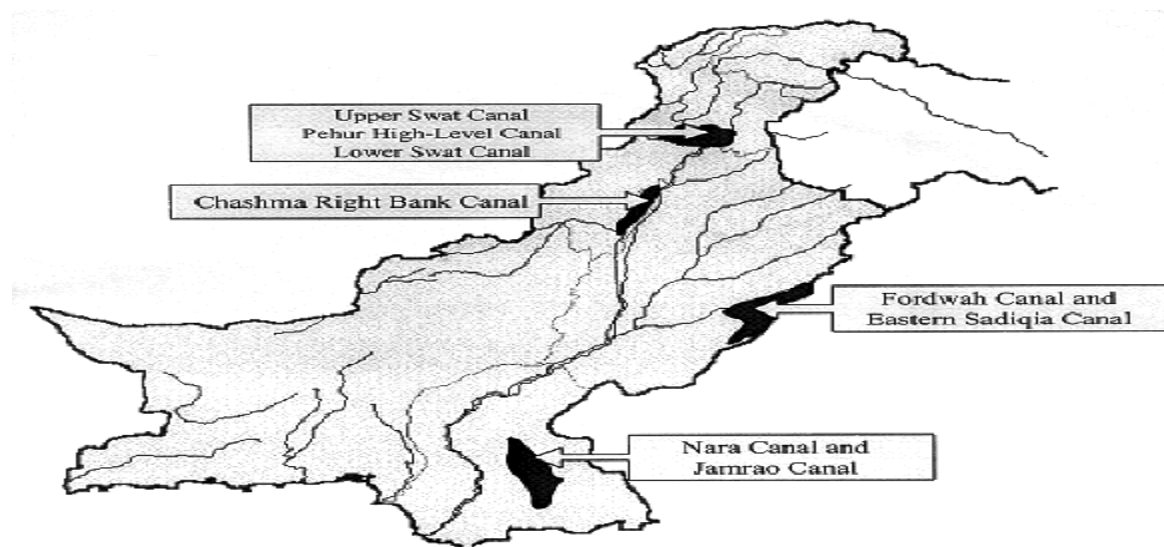 Upper Swat Canal
Pehur High-Level Canal
Lower Swat Canal
Chashma Right Bank Canal
Fordwah Canal and
Eastern Sadiqia Canal
Nara Canal and
Jamrao Canal